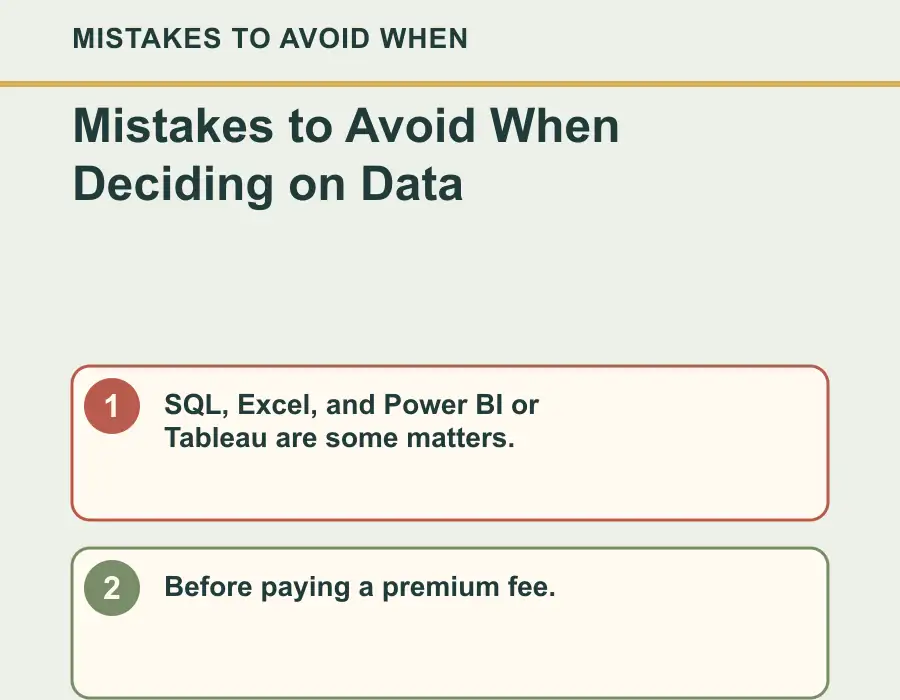 MISTAKES TO AVOID WHEN
Mistakes to Avoid When
Deciding on Data
1
SQL, Excel, and Power BI or
Tableau are some matters.
2
Before paying a premium fee.